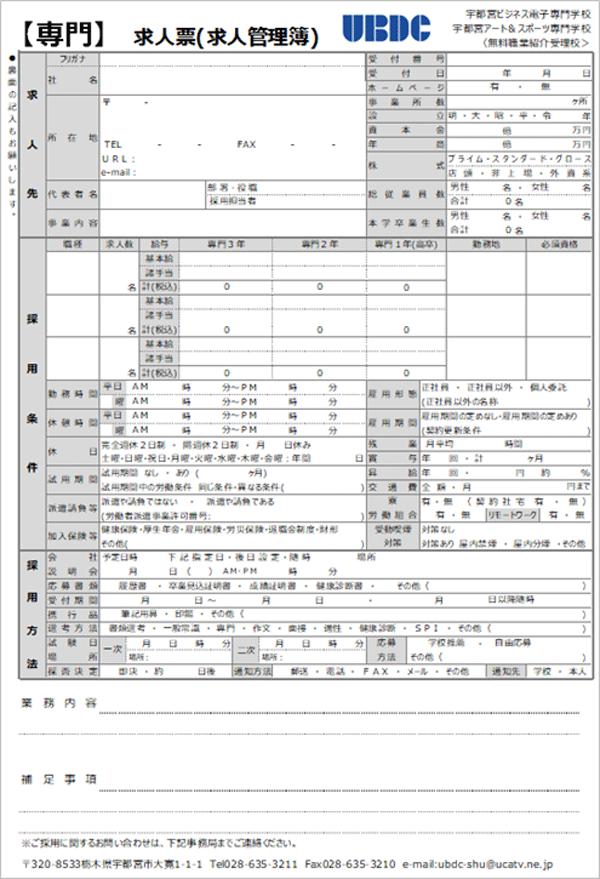 【専門】 求人票(求人管理簿) UBDC
宇都宮ビジネス電子専門学校
宇都宮アート&スポーツ専門学校
<無料職業紹介受理校>
●裏面の記入もお願いします。
求人先
フリガナ
社名
所在地
〒 -
TEL - - FAX - -
URL:
e-mail:
代表者名
部署・役職
採用担当者
事業内容
受付番号
受付日 年 月 日
ホームページ 有・無
事業所数 ヶ所
設立 明・大・昭・平・令 年
資本金 億 万円
年商 億 万円
株式 プライム・スタンダード・グロース
店頭・非上場・外資系
総従業員数 男性 名・女性 名
合計 0名
本学卒業生数 男性 名・女性 名
合計 0名
採用条件
職種 求人数 給与 専門3年 専門2年 専門1年(高卒) 勤務地 必須資格
基本給
諸手当
名 計(税込) 0 0 0
基本給
諸手当
名 計(税込) 0 0 0
基本給
諸手当
名 計(税込) 0 0 0
勤務時間 平日 AM 時 分~PM 時 分
曜 AM 時 分~PM 時 分
休憩時間 平日 AM 時 分~PM 時 分
曜 AM 時 分~PM 時 分
雇用形態 正社員・正社員以外・個人委託
(正社員以外の名称 )
雇用期間 雇用期間の定めなし・雇用期間の定めあり
(契約更新条件 )
休日 完全週休2日制・隔週休2日制・月 日休み
土曜・日曜・祝日・月曜・火曜・水曜・木曜・金曜:年間 日
残業 月平均 時間
賞与 年 回・計 ヶ月
試用期間 試用期間 なし・あり( ヶ月)
試用期間中の労働条件 同じ条件・異なる条件( )
昇給 年 回・ 円 約 %
交通費 全額・月 円まで
派遣請負等 派遣や請負ではない ・ 派遣や請負である
(労働者派遣事業許可番号: )
寮 有・無 (契約社宅 有・無)
労働組合 有・無 リモートワーク 有・無
加入保険等 健康保険・厚生年金・雇用保険・労災保険・退職金制度・財形
その他( )
受動喫煙対策 対策なし
対策あり 屋内禁煙・屋内分煙・その他
採用方法
会社説明会 予定日時 下記指定日・後日設定・随時 場所
月 日 ( ) AM・PM 時
応募書類 履歴書・卒業見込証明書・成績証明書・健康診断書・ その他( )
受付期間 月 日~ 月 日 ・ 月 日以降随時
携行品 筆記用具・印鑑・その他( )
選考方法 書類選考・一般常識・専門・作文・面接・適性・健康診断・SPI・その他( )
試験日 一次 月 日 時 分 二次 月 日 時 分
場所 場所: 場所:
応募方法 学校推薦・自由応募
その他( )
採否決定 即決・約 日後 通知方法 郵送・電話・FAX・メール・その他 通知先 学校・本人
業務内容
補足事項
※ご採用に関するお問い合わせは、下記事務局までご連絡ください。
〒320-8533栃木県宇都宮市大寛1-1-1 Tel028-635-3211 Fax028-635-3210 e-mail:ubdc-shu@ucatv.ne.jp